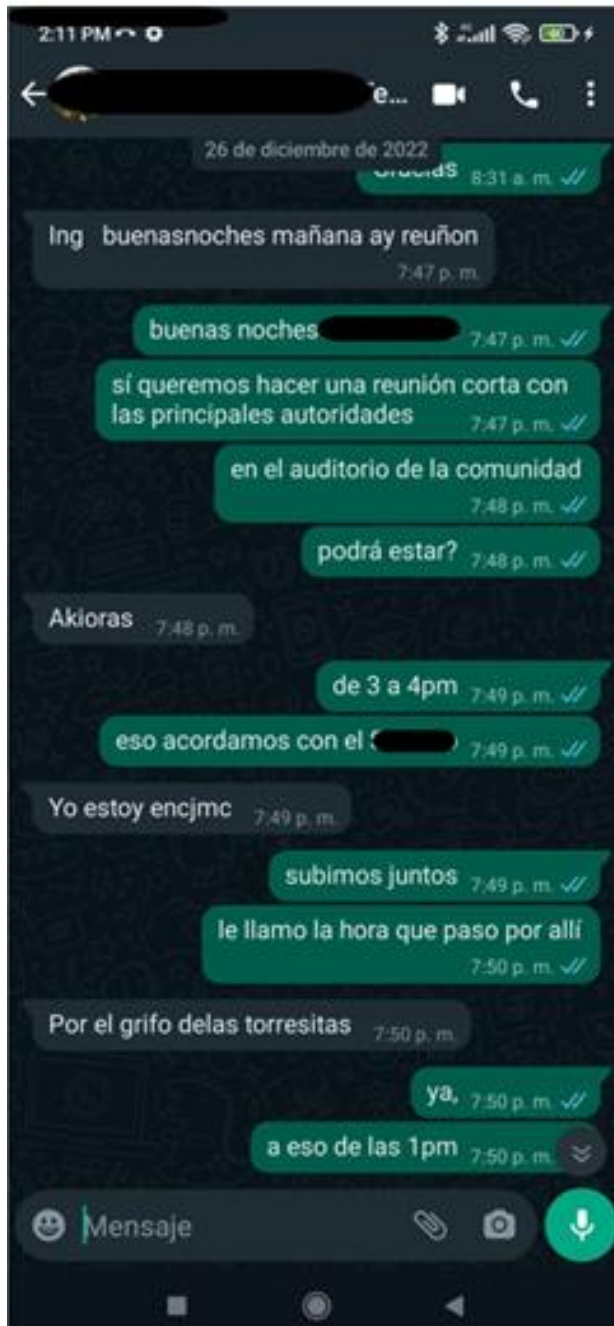 2:11 PM
e...
26 de diciembre de 2022
Gracias 8:31 a. m.
Ing buenasnoches mañana ay reuñon
7:47 p. m.
buenas noches 7:47 p. m.
sí queremos hacer una reunión corta con
las principales autoridades 7:47 p. m.
en el auditorio de la comunidad
7:48 p. m.
podrá estar? 7:48 p. m.
Akioras 7:48 p. m.
de 3 a 4pm 7:49 p. m.
eso acordamos con el 7:49 p. m.
Yo estoy encjmc 7:49 p. m.
subimos juntos 7:49 p. m.
le llamo la hora que paso por allí
7:50 p. m.
Por el grifo delas torresitas 7:50 p. m.
ya, 7:50 p. m.
a eso de las 1pm 7:50 p. m.
Mensaje